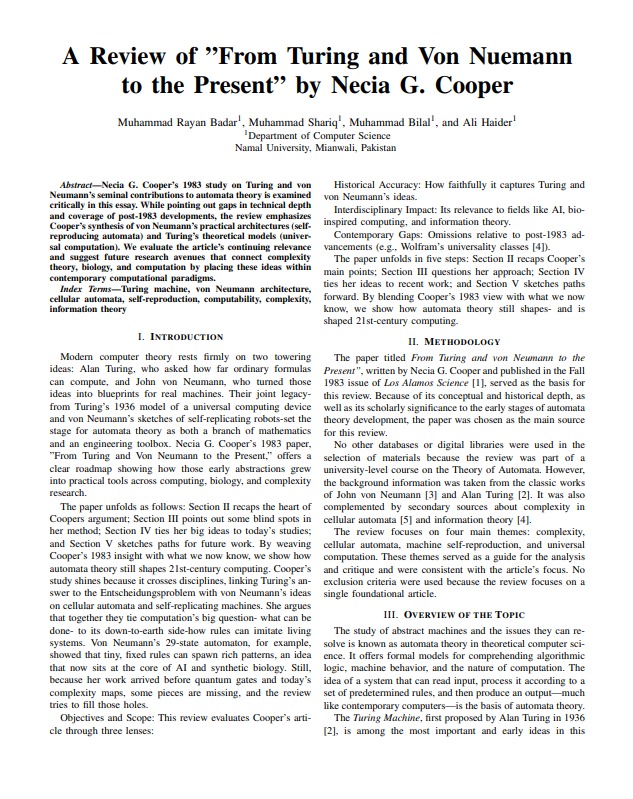 A Review of ”From Turing and Von Nuemann
to the Present” by Necia G. Cooper
Muhammad Rayan Badar1, Muhammad Shariq1, Muhammad Bilal1, and Ali Haider1
1Department of Computer Science
Namal University, Mianwali, Pakistan
Abstract—Necia G. Cooper's 1983 study on Turing and von
Neumann's seminal contributions to automata theory is examined
critically in this essay. While pointing out gaps in technical depth
and coverage of post-1983 developments, the review emphasizes
Cooper's synthesis of von Neumann's practical architectures (self-
reproducing automata) and Turing's theoretical models (univer-
sal computation). We evaluate the article's continuing relevance
and suggest future research avenues that connect complexity
theory, biology, and computation by placing these ideas within
contemporary computational paradigms.
Index Terms—Turing machine, von Neumann architecture,
cellular automata, self-reproduction, computability, complexity,
information theory
I. Introduction
Modern computer theory rests firmly on two towering
ideas: Alan Turing, who asked how far ordinary formulas
can compute, and John von Neumann, who turned those
ideas into blueprints for real machines. Their joint legacy-
from Turing's 1936 model of a universal computing device
and von Neumann's sketches of self-replicating robots-set the
stage for automata theory as both a branch of mathematics
and an engineering toolbox. Necia G. Cooper's 1983 paper,
”From Turing and Von Neumann to the Present,” offers a
clear roadmap showing how those early abstractions grew
into practical tools across computing, biology, and complexity
research.
The paper unfolds as follows: Section II recaps the heart of
Coopers argument; Section III points out some blind spots in
her method; Section IV ties her big ideas to today's studies;
and Section V sketches paths for future work. By weaving
Cooper's 1983 insight with what we now know, we show how
automata theory still shapes 21st-century computing. Cooper's
study shines because it crosses disciplines, linking Turing's an-
swer to the Entscheidungsproblem with von Neumann's ideas
on cellular automata and self-replicating machines. She argues
that together they tie computation's big question- what can be
done- to its down-to-earth side-how rules can imitate living
systems. Von Neumann's 29-state automaton, for example,
showed that tiny, fixed rules can spawn rich patterns, an idea
that now sits at the core of AI and synthetic biology. Still,
because her work arrived before quantum gates and today's
complexity maps, some pieces are missing, and the review
tries to fill those holes.
Objectives and Scope: This review evaluates Cooper's arti-
cle through three lenses:
Historical Accuracy: How faithfully it captures Turing and
von Neumann's ideas.
Interdisciplinary Impact: Its relevance to fields like AI, bio-
inspired computing, and information theory.
Contemporary Gaps: Omissions relative to post-1983 ad-
vancements (e.g., Wolfram's universality classes [4]).
The paper unfolds in five steps: Section II recaps Cooper's
main points; Section III questions her approach; Section IV
ties her ideas to recent work; and Section V sketches paths
forward. By blending Cooper's 1983 view with what we now
know, we show how automata theory still shapes- and is
shaped 21st-century computing.
II. Methodology
The paper titled From Turing and von Neumann to the
Present”, written by Necia G. Cooper and published in the Fall
1983 issue of Los Alamos Science [1], served as the basis for
this review. Because of its conceptual and historical depth, as
well as its scholarly significance to the early stages of automata
theory development, the paper was chosen as the main source
for this review.
No other databases or digital libraries were used in the
selection of materials because the review was part of a
university-level course on the Theory of Automata. However,
the background information was taken from the classic works
of John von Neumann [3] and Alan Turing [2]. It was also
complemented by secondary sources about complexity in
cellular automata [5] and information theory [4].
The review focuses on four main themes: complexity,
cellular automata, machine self-reproduction, and universal
computation. These themes served as a guide for the analysis
and critique and were consistent with the article's focus. No
exclusion criteria were used because the review focuses on a
single foundational article.
III. Overview of the Topic
The study of abstract machines and the issues they can re-
solve is known as automata theory in theoretical computer sci-
ence. It offers formal models for comprehending algorithmic
logic, machine behavior, and the nature of computation. The
idea of a system that can read input, process it according to a
set of predetermined rules, and then produce an output—much
like contemporary computers—is the basis of automata theory.
The Turing Machine, first proposed by Alan Turing in 1936
[2], is among the most important and early ideas in this